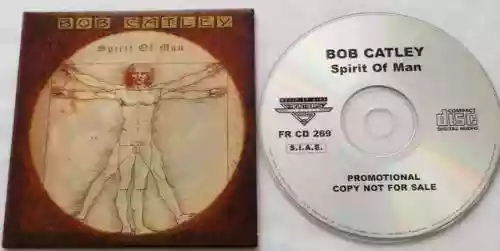 BOB CATLEY
Spirit Of Man
BOB CATLEY
Spirit Of Man
FR CD 269
S.I.A.E.
COMPACT
disc
DIGITAL AUDIO
PROMOTIONAL
COPY NOT FOR SALE